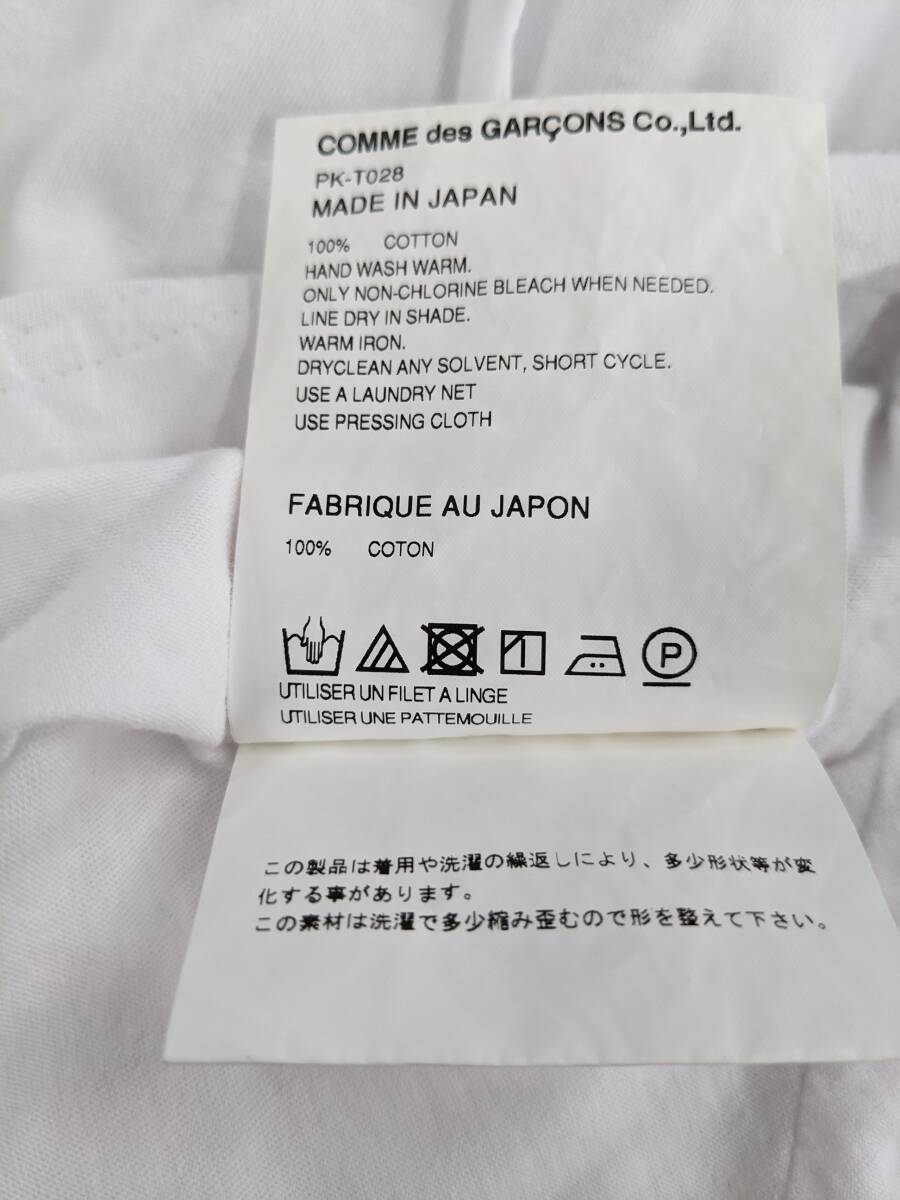 COMME des GARÇONS Co.,Ltd.
PK-T028
MADE IN JAPAN
100% COTTON
HAND WASH WARM.
ONLY NON-CHLORINE BLEACH WHEN NEEDED.
LINE DRY IN SHADE.
WARM IRON.
DRYCLEAN ANY SOLVENT, SHORT CYCLE.
USE A LAUNDRY NET
USE PRESSING CLOTH
FABRIQUE AU JAPON
100% COTON
P
UTILISER UN FILET A LINGE
UTILISER UNE PATTEMOUILLE
この製品は着用や洗濯の繰返しにより、多少形状等が変
化する事があります。
この素材は洗濯で多少縮み歪むので形を整えて下さい。